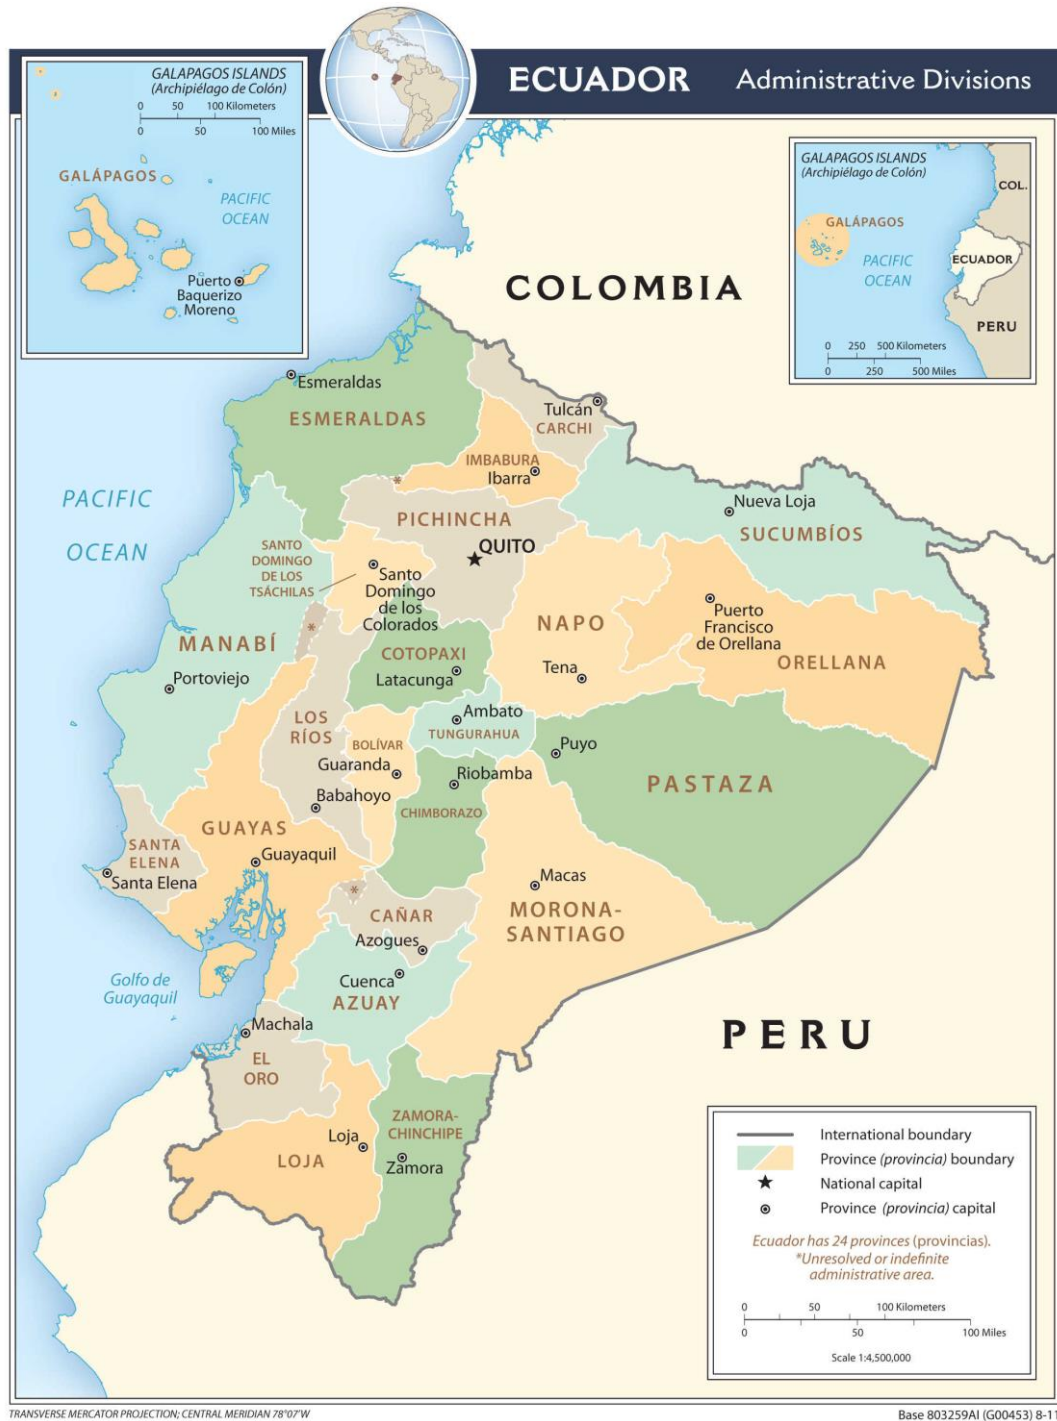 ECUADOR Administrative Divisions
GALAPAGOS ISLANDS
(Archipiélago de Colón)
0 50 100 Kilometers
0 50 100 Miles
GALÁPAGOS
PACIFIC
OCEAN
Puerto
Baquerizo
Moreno
GALAPAGOS ISLANDS
(Archipiélago de Colón)
COL.
GALÁPAGOS
PACIFIC
OCEAN
ECUADOR
PERU
0 250 500 Kilometers
0 250 500 Miles
COLOMBIA
Esmeraldas
ESMERALDAS
Tulcán
CARCHI
IMBABURA
Ibarra
*
PACIFIC
OCEAN
Nueva Loja
SUCUMBÍOS
PICHINCHA
QUITO
SANTO
DOMINGO
DE LOS
TSÁCHILAS
Santo
Domingo
de los
Colorados
*
NAPO
Tena
Puerto
Francisco
de Orellana
ORELLANA
MANABÍ
Portoviejo
COTOPAXI
Latacunga
LOS
RÍOS
Babahoyo
BOLÍVAR
Guaranda
Ambato
TUNGURAHUA
Puyo
PASTAZA
Riobamba
CHIMBORAZO
GUAYAS
Guayaquil
SANTA
ELENA
Santa Elena
*
CAÑAR
Azogues
Macas
MORONA-
SANTIAGO
Golfo de
Guayaquil
Cuenca
AZUAY
Machala
EL
ORO
PERU
ZAMORA-
CHINCHIPE
Zamora
Loja
LOJA
International boundary
Province (provincia) boundary
National capital
Province (provincia) capital
Ecuador has 24 provinces (provincias).
*Unresolved or indefinite
administrative area.
0 50 100 Kilometers
0 50 100 Miles
Scale 1:4,500,000
TRANSVERSE MERCATOR PROJECTION; CENTRAL MERIDIAN 78°07'W
Base 803259AI (G00453) 8-11